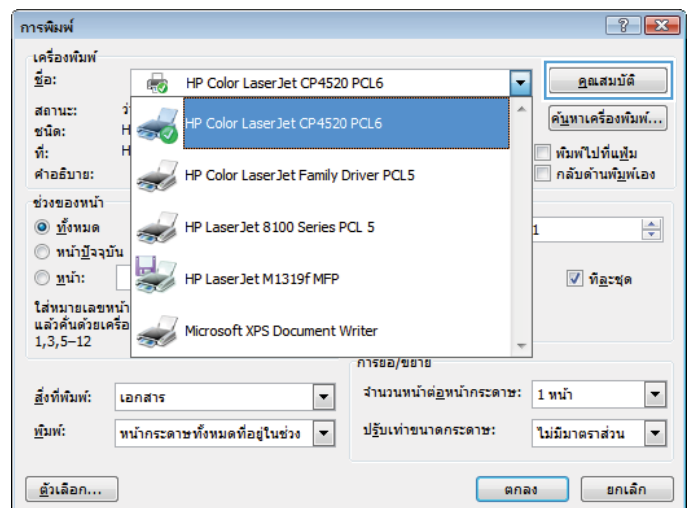 การพิมพ์
เครื่องพิมพ์
ชื่อ:
HP Color LaserJet CP4520 PCL6
คุณสมบัติ
สถานะ:
ค้นหาเครื่องพิมพ์...
ชนิด:
H
ที่:
H
คำอธิบาย:
พิมพ์ไปที่แฟ้ม
กลับด้านพิมพ์เอง
HP Color LaserJet CP4520 PCL6
HP Color LaserJet Family Driver PCL5
HP LaserJet 8100 Series PCL 5
HP LaserJet M1319f MFP
Microsoft XPS Document Writer
ช่วงของหน้า
ทั้งหมด
หน้าปัจจุบัน
หน้า:
1
ทีละชุด
ใส่หมายเลขหน้า
แล้วคั่นด้วยเครื่อ
1,3,5–12
สิ่งที่พิมพ์:
เอกสาร
พิมพ์:
หน้ากระดาษทั้งหมดที่อยู่ในช่วง
การย่อ/ขยาย
จำนวนหน้าต่อหน้ากระดาษ:
1 หน้า
ปรับเท่าขนาดกระดาษ:
ไม่มีมาตราส่วน
ตัวเลือก...
ตกลง
ยกเลิก